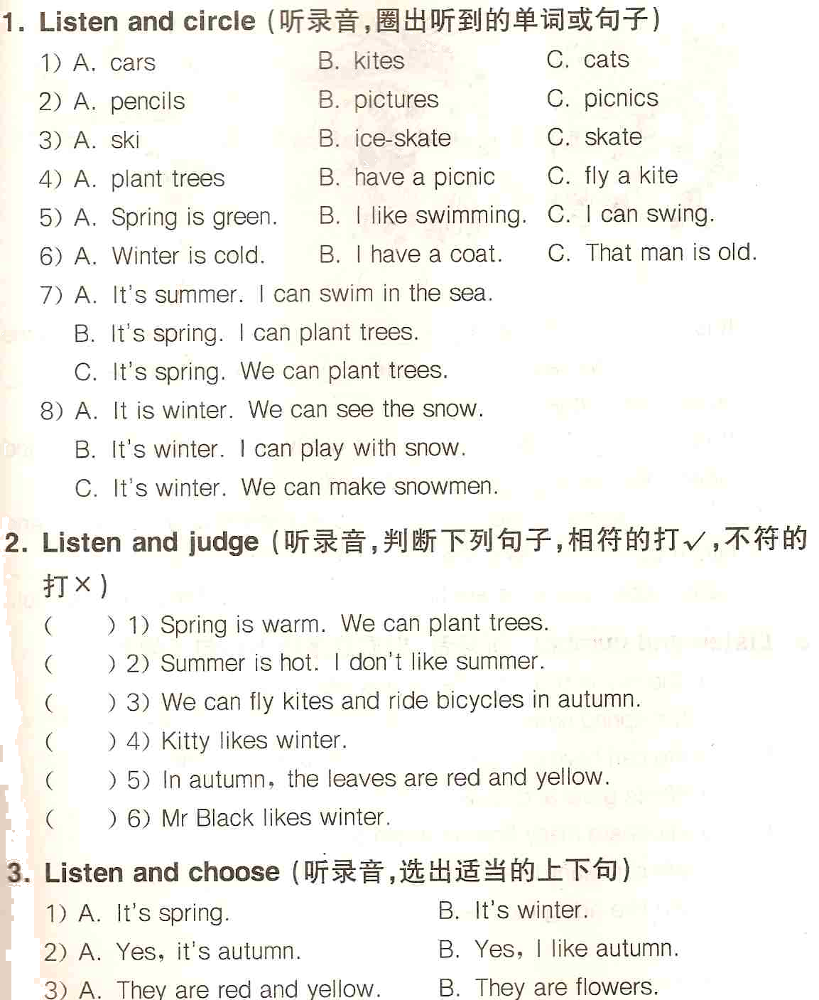 1. Listen and circle (听录音,圈出听到的单词或句子)
1) A. cars B. kites C. cats
2) A. pencils B. pictures C. picnics
3) A. ski B. ice-skate C. skate
4) A. plant trees B. have a picnic C. fly a kite
5) A. Spring is green. B. I like swimming. C. I can swing.
6) A. Winter is cold. B. I have a coat. C. That man is old.
7) A. It's summer. I can swim in the sea.
B. It's spring. I can plant trees.
C. It's spring. We can plant trees.
8) A. It is winter. We can see the snow.
B. It's winter. I can play with snow.
C. It's winter. We can make snowmen.
2. Listen and judge (听录音,判断下列句子,相符的打✓,不符的
打×)
( ) 1) Spring is warm. We can plant trees.
( ) 2) Summer is hot. I don't like summer.
( ) 3) We can fly kites and ride bicycles in autumn.
( ) 4) Kitty likes winter.
( ) 5) In autumn, the leaves are red and yellow.
( ) 6) Mr Black likes winter.
3. Listen and choose (听录音,选出适当的上下句)
1) A. It's spring. B. It's winter.
2) A. Yes, it's autumn. B. Yes, I like autumn.
3) A. They are red and yellow. B. They are flowers.